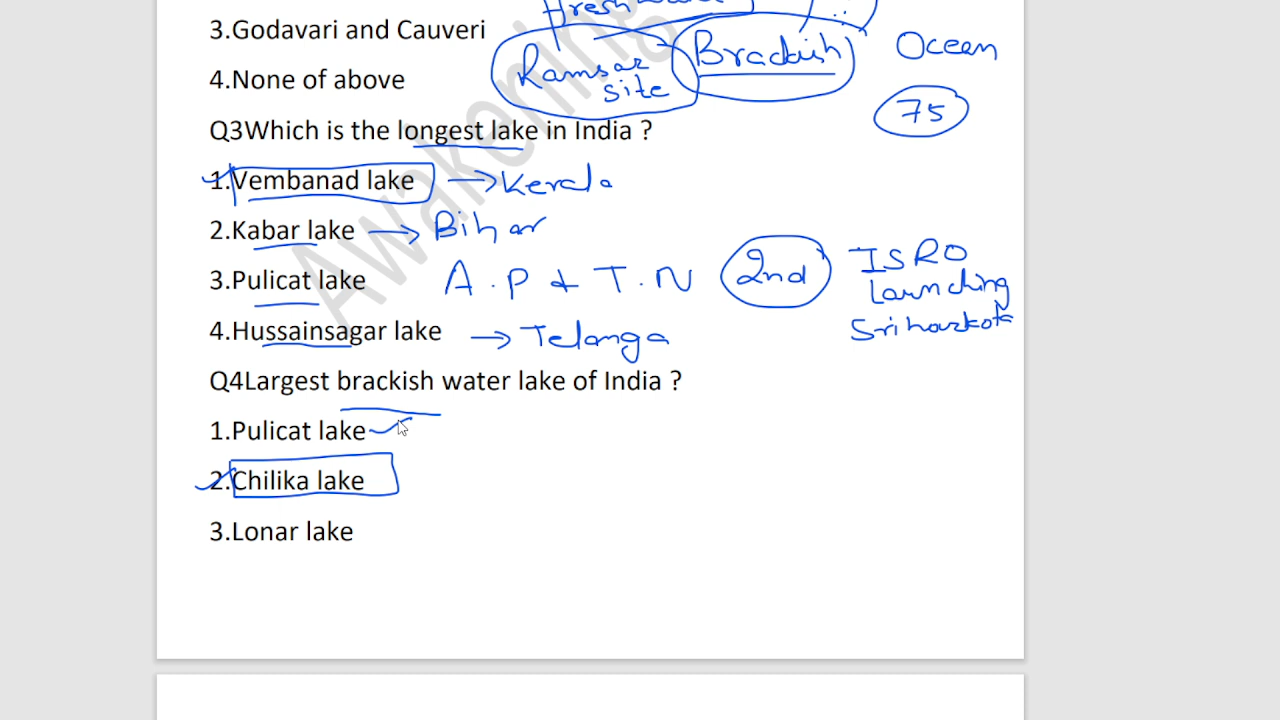 3.Godavari and Cauveri
Ocean
4.None of above
Ramsar site
Brackish
75
Q3Which is the longest lake in India ?
1.Vembanad lake → Kerala
2.Kabar lake → Bihar
3.Pulicat lake A.P & T.N 2nd
ISRO
Launching
4.Hussainsagar lake → Telanga
Q4Largest brackish water lake of India ?
1.Pulicat lake
2.Chilika lake
3.Lonar lake
Awakening